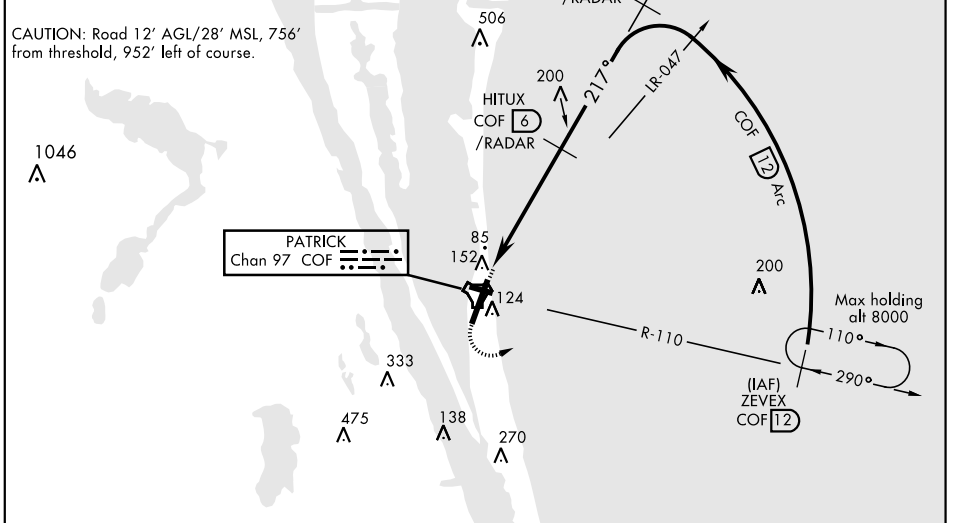 /RADAR
506
CAUTION: Road 12' AGL/28' MSL, 756'
from threshold, 952' left of course.
200
217°
LR-047
HITUX
COF 6
/RADAR
COF 12 Arc
1046
PATRICK
Chan 97 COF
85
152
124
200
Max holding
alt 8000
R-110
110°
290°
(IAF)
ZEVEX
COF 12
333
475
138
270